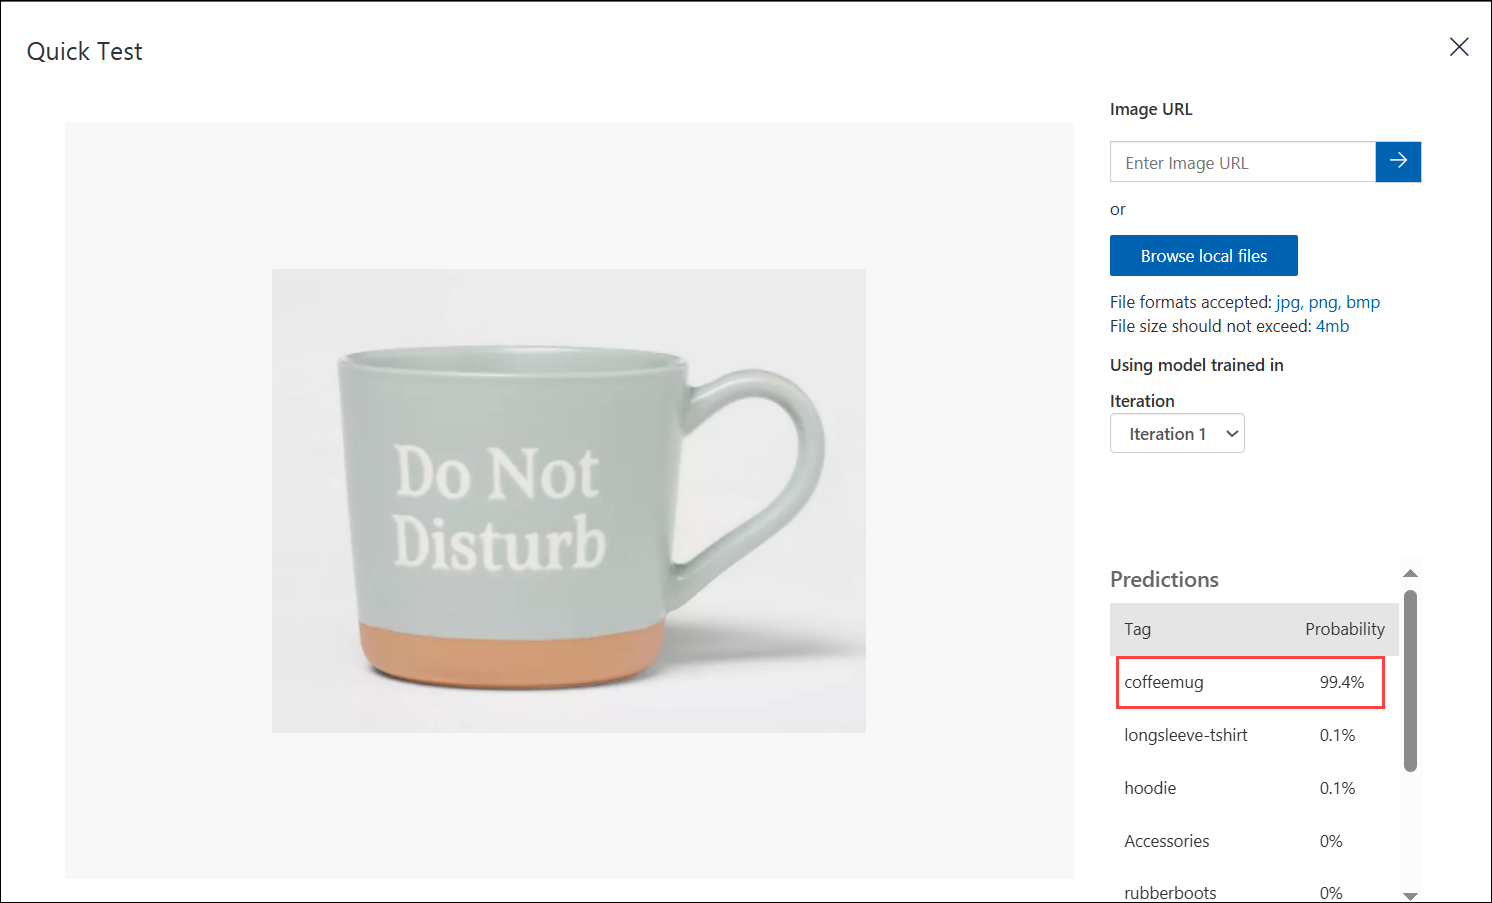 Quick Test
Do Not
Disturb
Image URL
Enter Image URL
or
Browse local files
File formats accepted: jpg, png, bmp
File size should not exceed: 4mb
Using model trained in
Iteration
Iteration 1
Predictions
Tag Probability
coffeemug 99.4%
longsleeve-tshirt 0.1%
hoodie 0.1%
Accessories 0%
rubberboots 0%